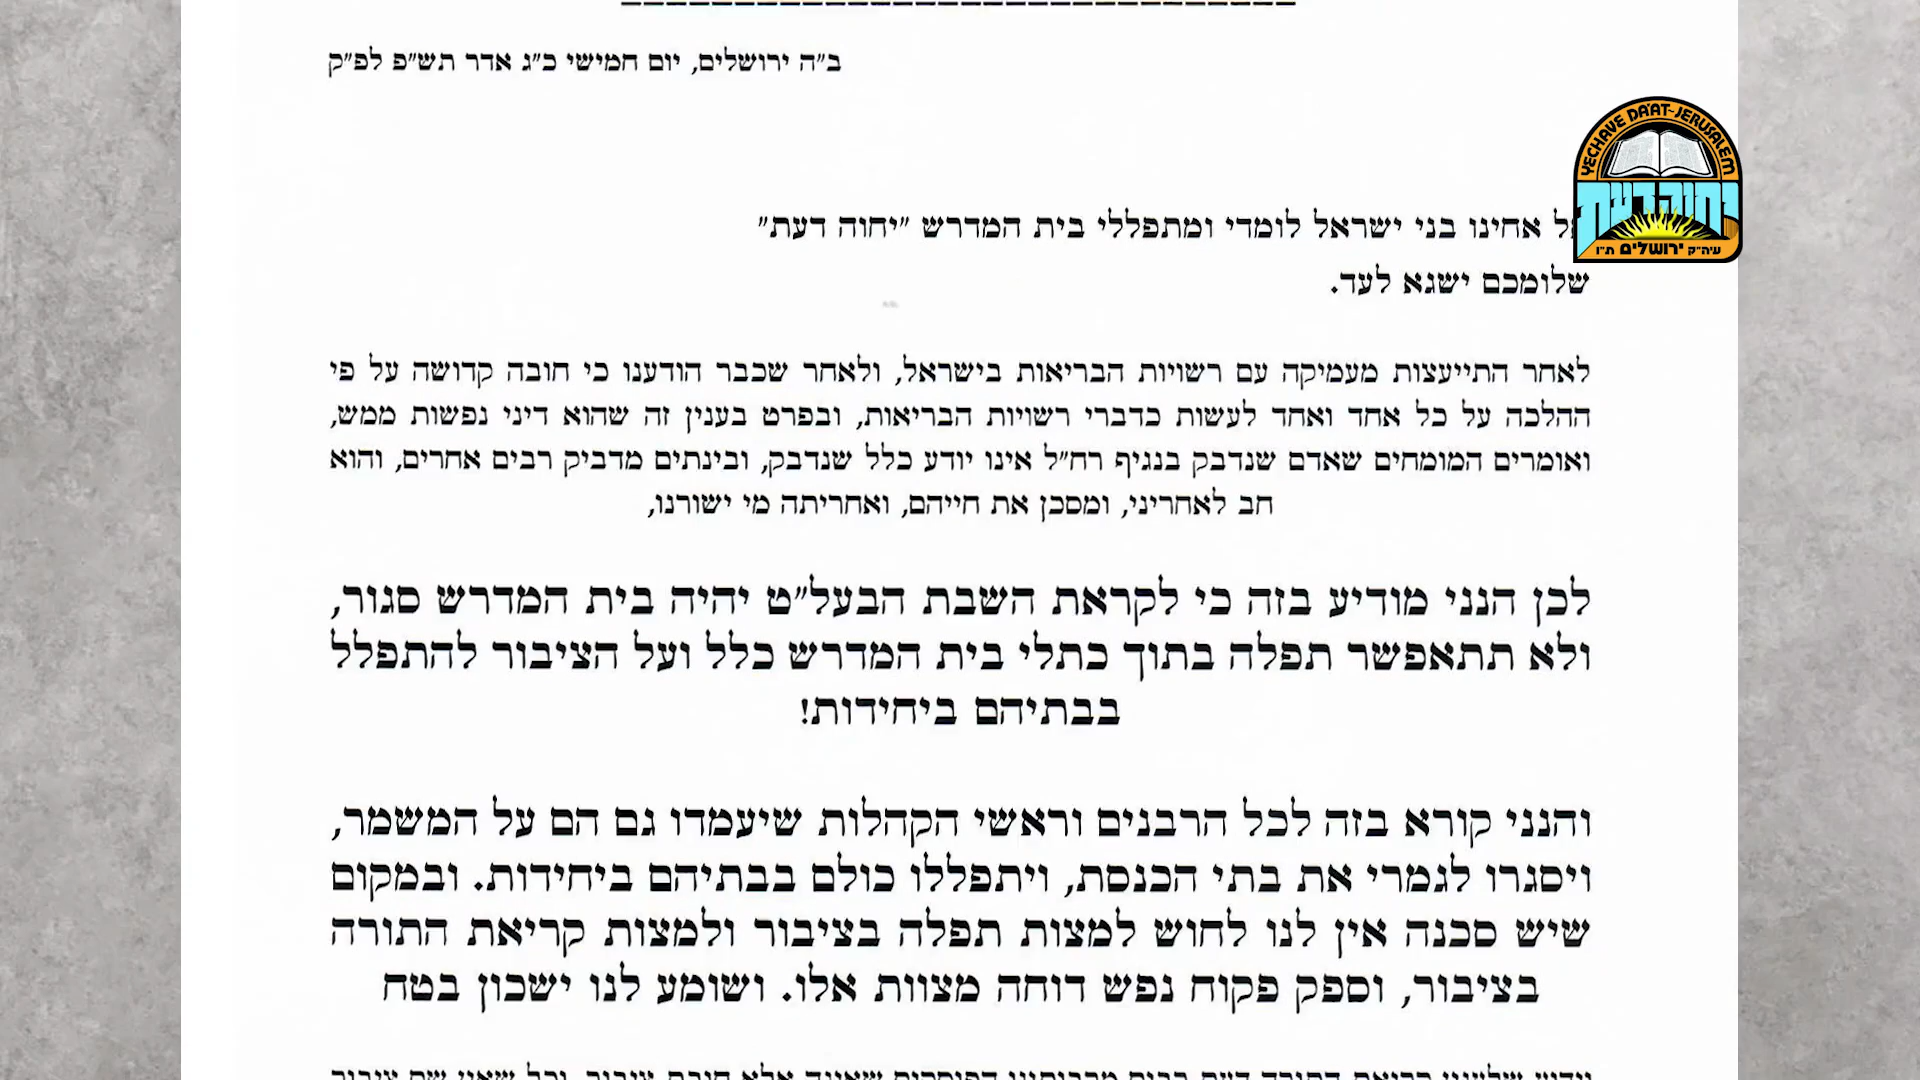 ב"ה ירושלים, יום חמישי כ"ג אדר תש"פ לפ"ק
YECHAVE DA'AT-JERUSALEM
יחוה דעת
עיה"ק ירושלים ת"ו
אחינו בני ישראל לומדי ומתפללי בית המדרש "יחוה דעת"
שלומכם ישגא לעד.
לאחר התייעצות מעמיקה עם רשויות הבריאות בישראל, ולאחר שכבר הודענו כי חובה קדושה על פי
ההלכה על כל אחד ואחד לעשות כדברי רשויות הבריאות, ובפרט בענין זה שהוא דיני נפשות ממש,
ואומרים המומחים שאדם שנדבק בנגיף רח"ל אינו יודע כלל שנדבק, ובינתים מדביק רבים אחרים, והוא
חב לאחריני, ומסכן את חייהם, ואחריתה מי ישורנו,
לכן הנני מודיע בזה כי לקראת השבת הבעל"ט יהיה בית המדרש סגור,
ולא תתאפשר תפלה בתוך כתלי בית המדרש כלל ועל הציבור להתפלל
בבתיהם ביחידות!
והנני קורא בזה לכל הרבנים וראשי הקהלות שיעמדו גם הם על המשמר,
ויסגרו לגמרי את בתי הכנסת, ויתפללו כולם בבתיהם ביחידות. ובמקום
שיש סכנה אין לנו לחוש למצות תפלה בציבור ולמצות קריאת התורה
בציבור, וספק פקוח נפש דוחה מצוות אלו. ושומע לנו ישכון בטח